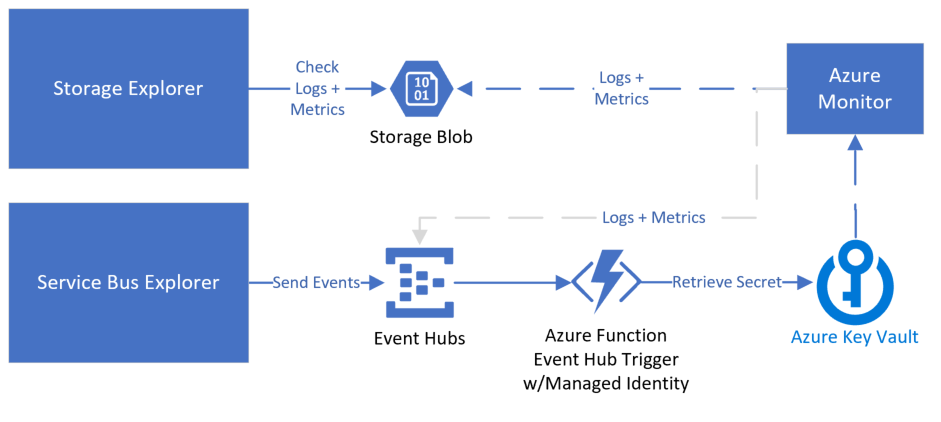 Storage Explorer
Check
Logs +
Metrics
10
01
Storage Blob
Logs +
Metrics
Azure
Monitor
Logs + Metrics
Service Bus Explorer
Send Events
Event Hubs
Azure Function
Event Hub Trigger
w/Managed Identity
Retrieve Secret
Azure Key Vault